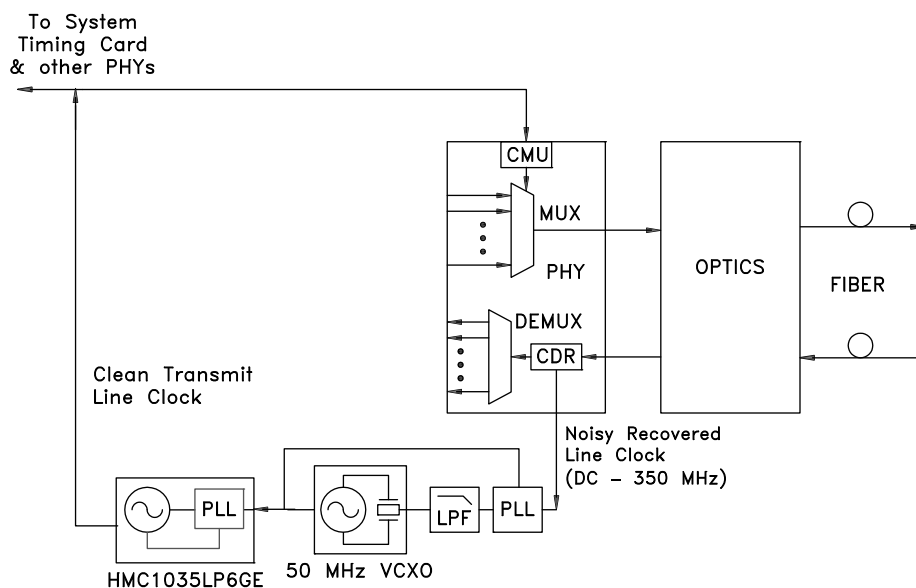 To System
Timing Card
& other PHYs
CMU
MUX
PHY
OPTICS
FIBER
DEMUX
CDR
Clean Transmit
Line Clock
Noisy Recovered
Line Clock
(DC - 350 MHz)
PLL
LPF
PLL
HMC1035LP6GE
50 MHz VCXO